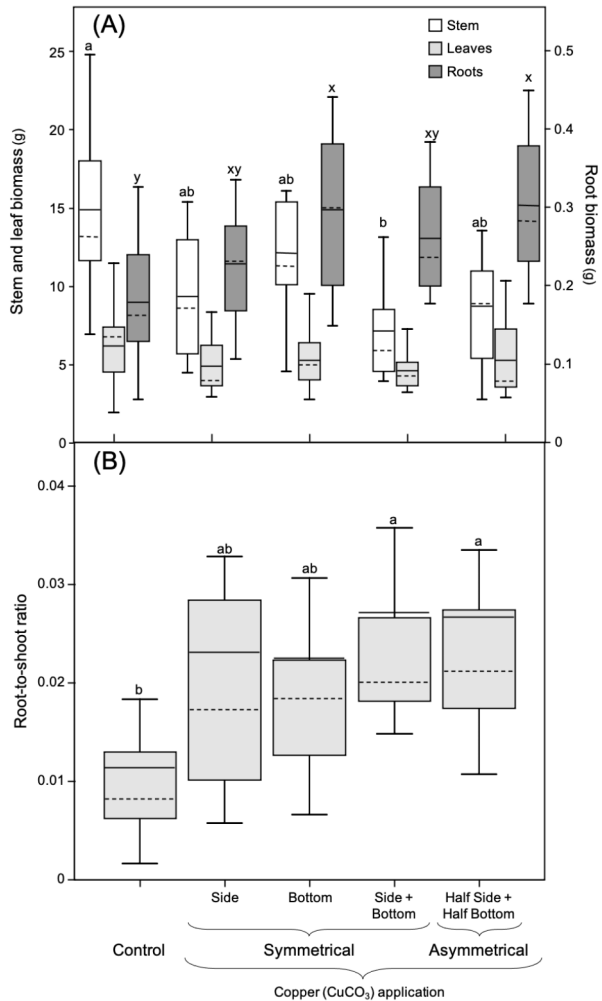 (A)
Stem
Leaves
Roots
Stem and leaf biomass (g)
25
20
15
10
5
0
Root biomass (g)
0.5
0.4
0.3
0.2
0.1
0
a
y
ab
xy
ab
x
b
xy
ab
x
(B)
Root-to-shoot ratio
0.04
0.03
0.02
0.01
0
b
ab
ab
a
a
Side
Bottom
Side +
Bottom
Half Side +
Half Bottom
Control
Symmetrical
Asymmetrical
Copper (CuCO₃) application